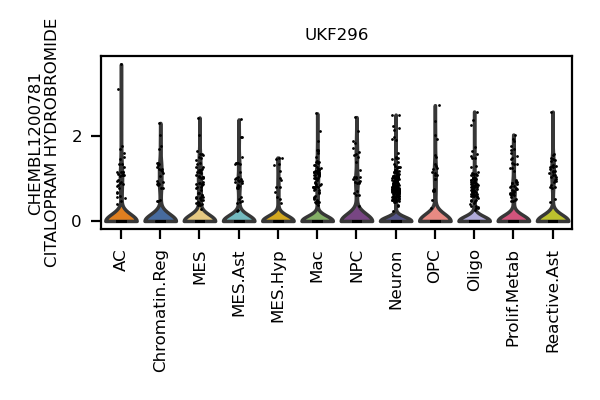 UKF296
CHEMBL1200781
CITALOPRAM HYDROBROMIDE
2
0
AC
Chromatin.Reg
MES
MES.Ast
MES.Hyp
Mac
NPC
Neuron
OPC
Oligo
Prolif.Metab
Reactive.Ast